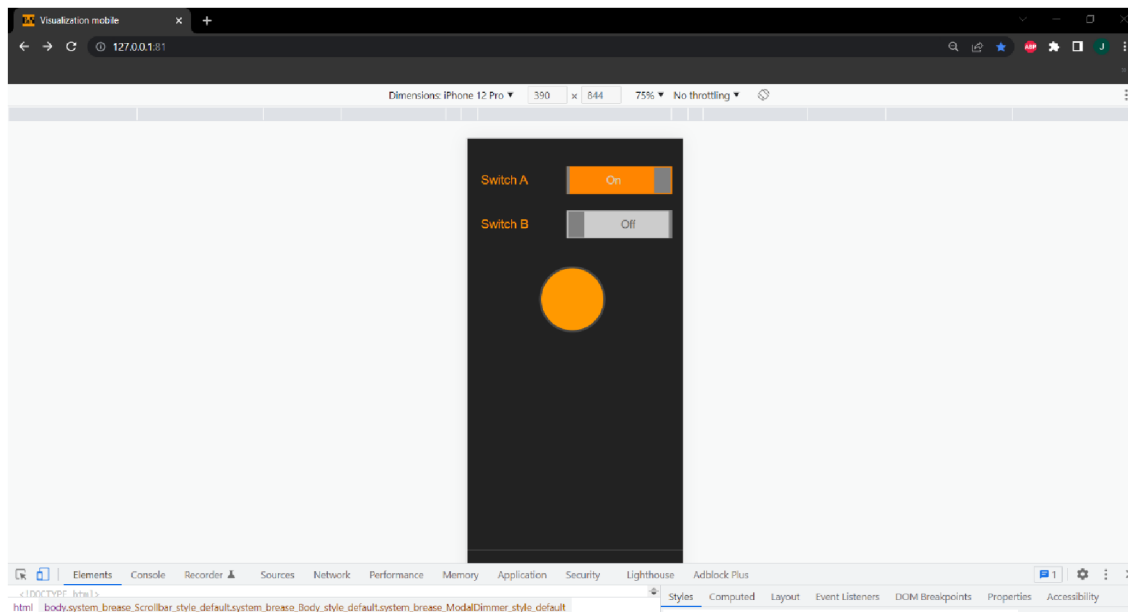 Visualization mobile
127.0.0.1:81
ABP
J
Dimensions: iPhone 12 Pro ▼ 390 × 844 75% ▼ No throttling ▼
Switch A On
Switch B Off
Elements Console Recorder Sources Network Performance Memory Application Security Lighthouse Adblock Plus 1
<!DOCTYPE html> Styles Computed Layout Event Listeners DOM Breakpoints Properties Accessibility
html body.system_brease_Scrollbar_style_default.system_brease_Body_style_default.system_brease_ModalDimmer_style_default